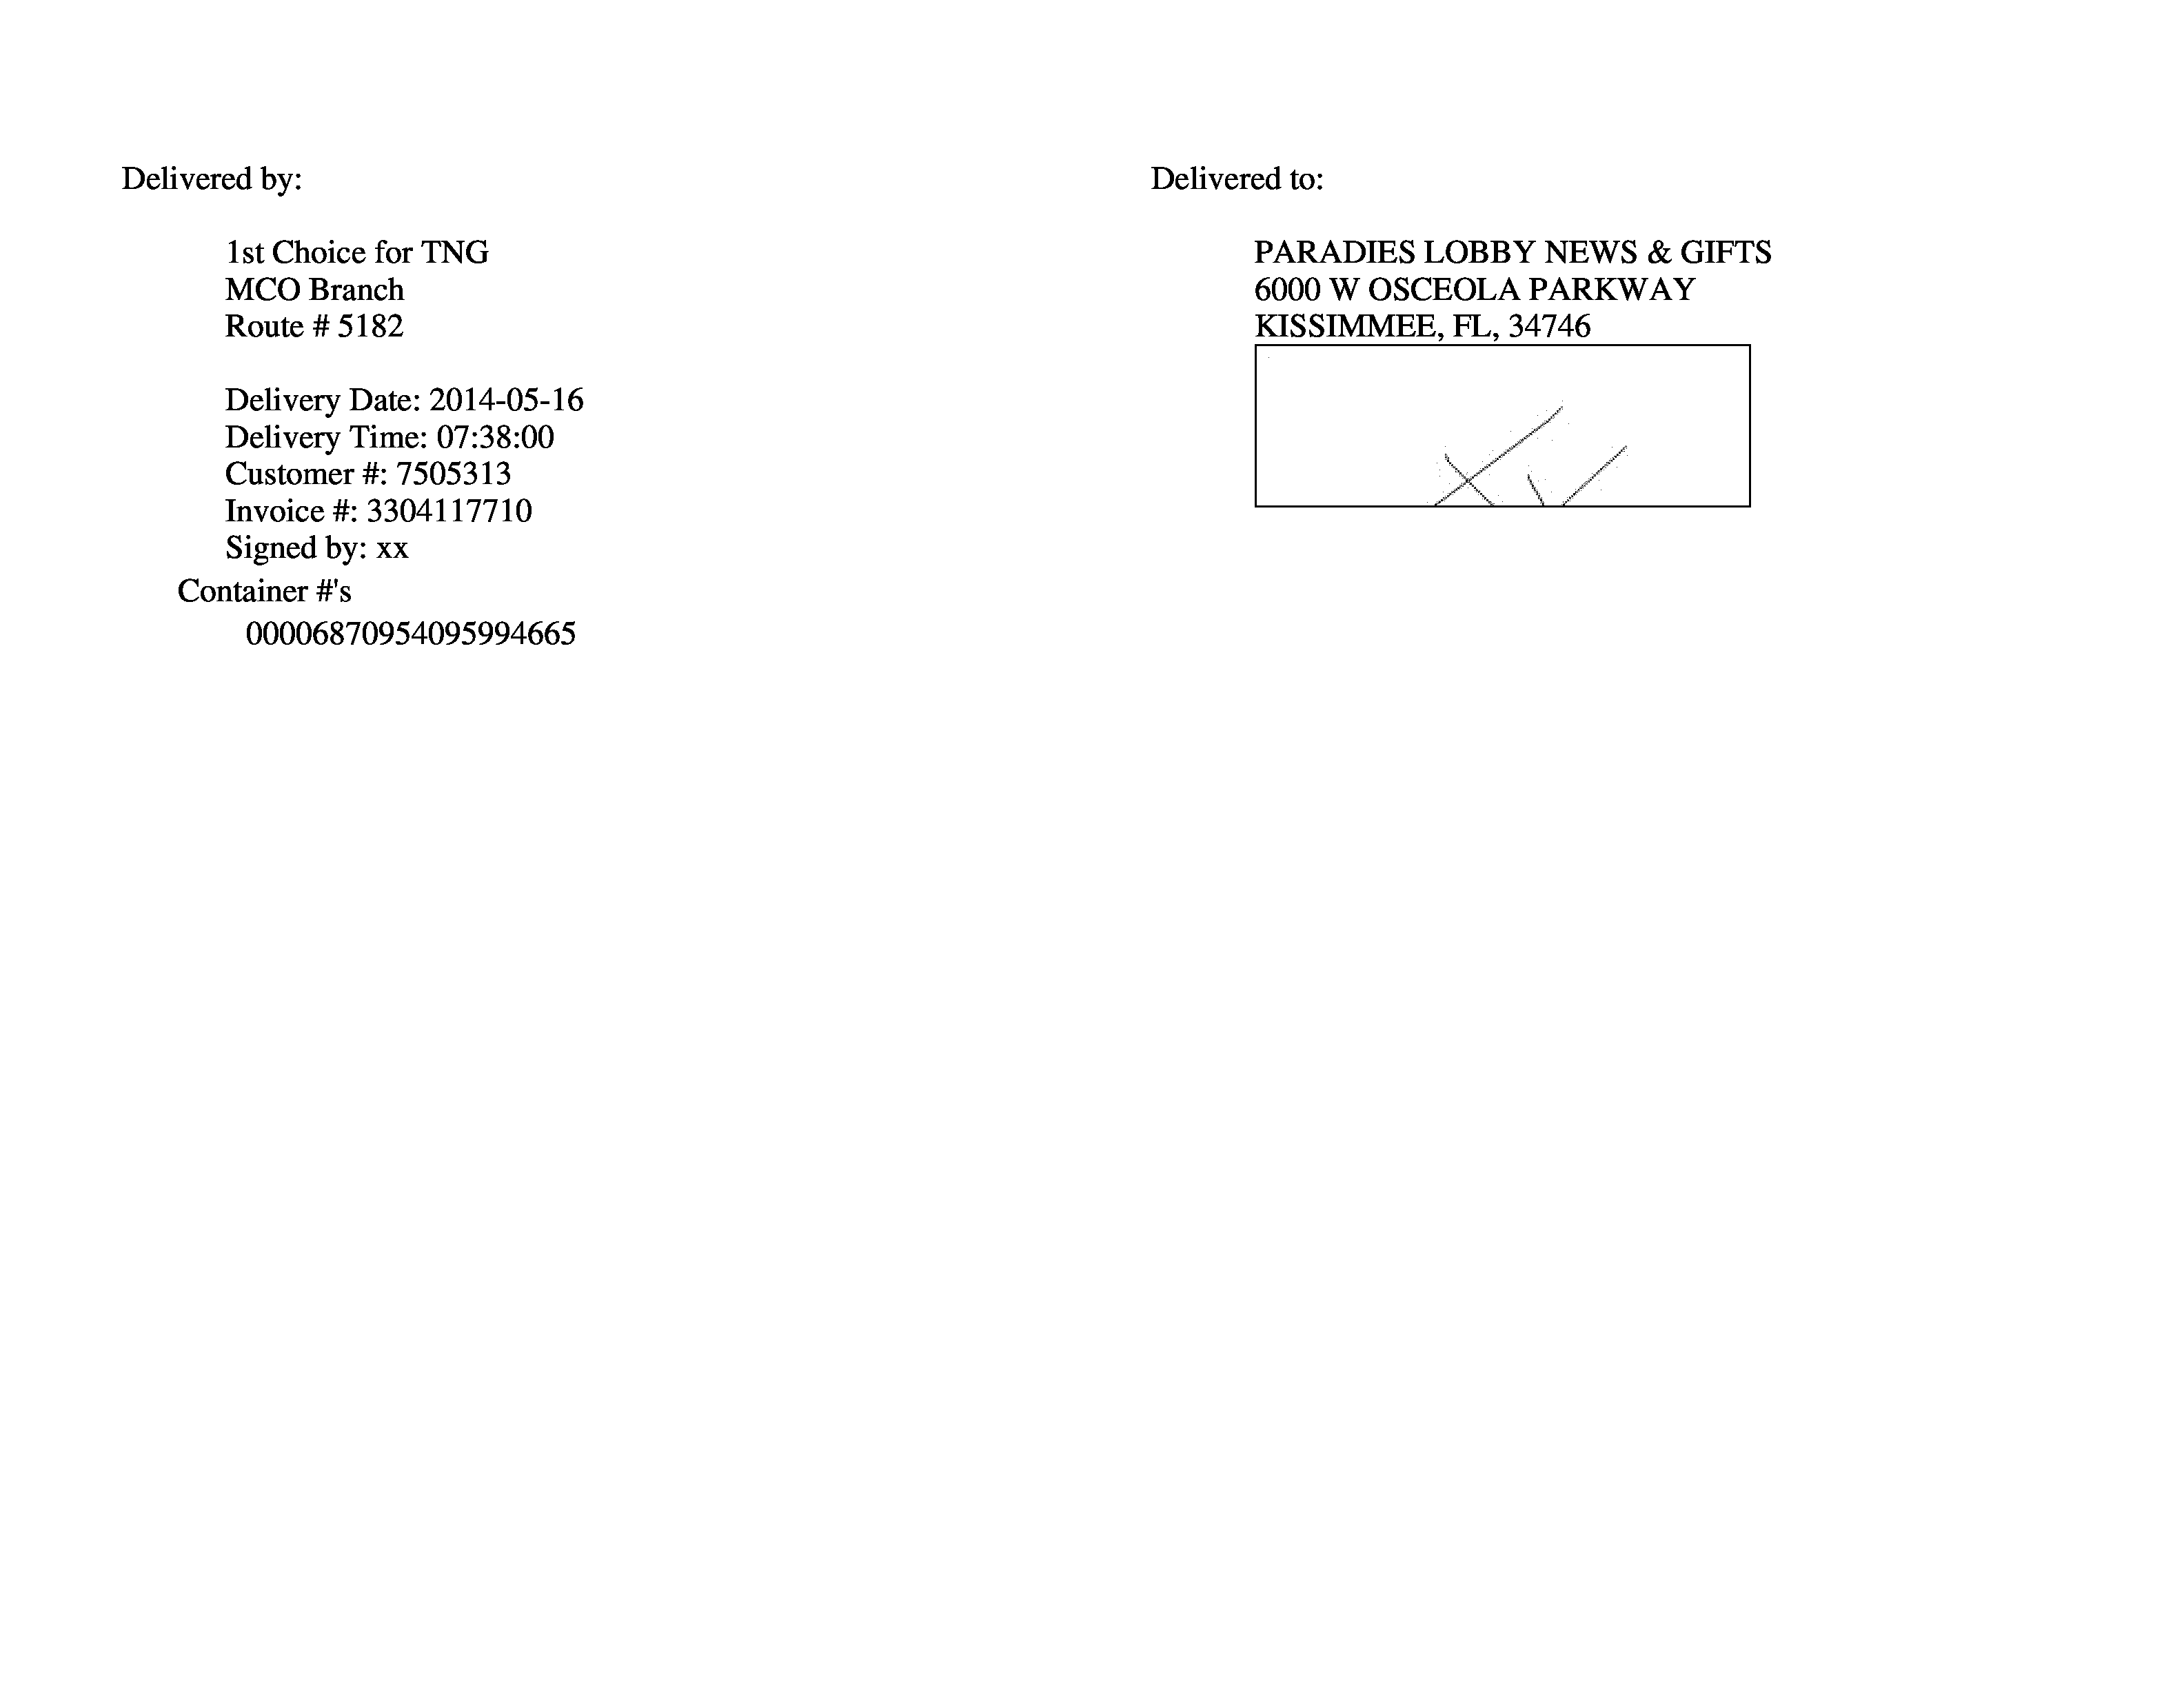 Delivered by:
1st Choice for TNG
MCO Branch
Route # 5182
Delivery Date: 2014-05-16
Delivery Time: 07:38:00
Customer #: 7505313
Invoice #: 3304117710
Signed by: xx
Container #'s
00006870954095994665
Delivered to:
PARADIES LOBBY NEWS & GIFTS
6000 W OSCEOLA PARKWAY
KISSIMMEE, FL, 34746